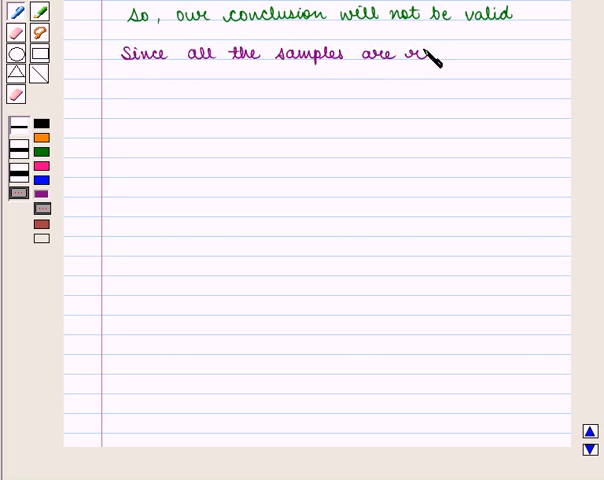 So, our conclusion will not be valid
Since all the samples are